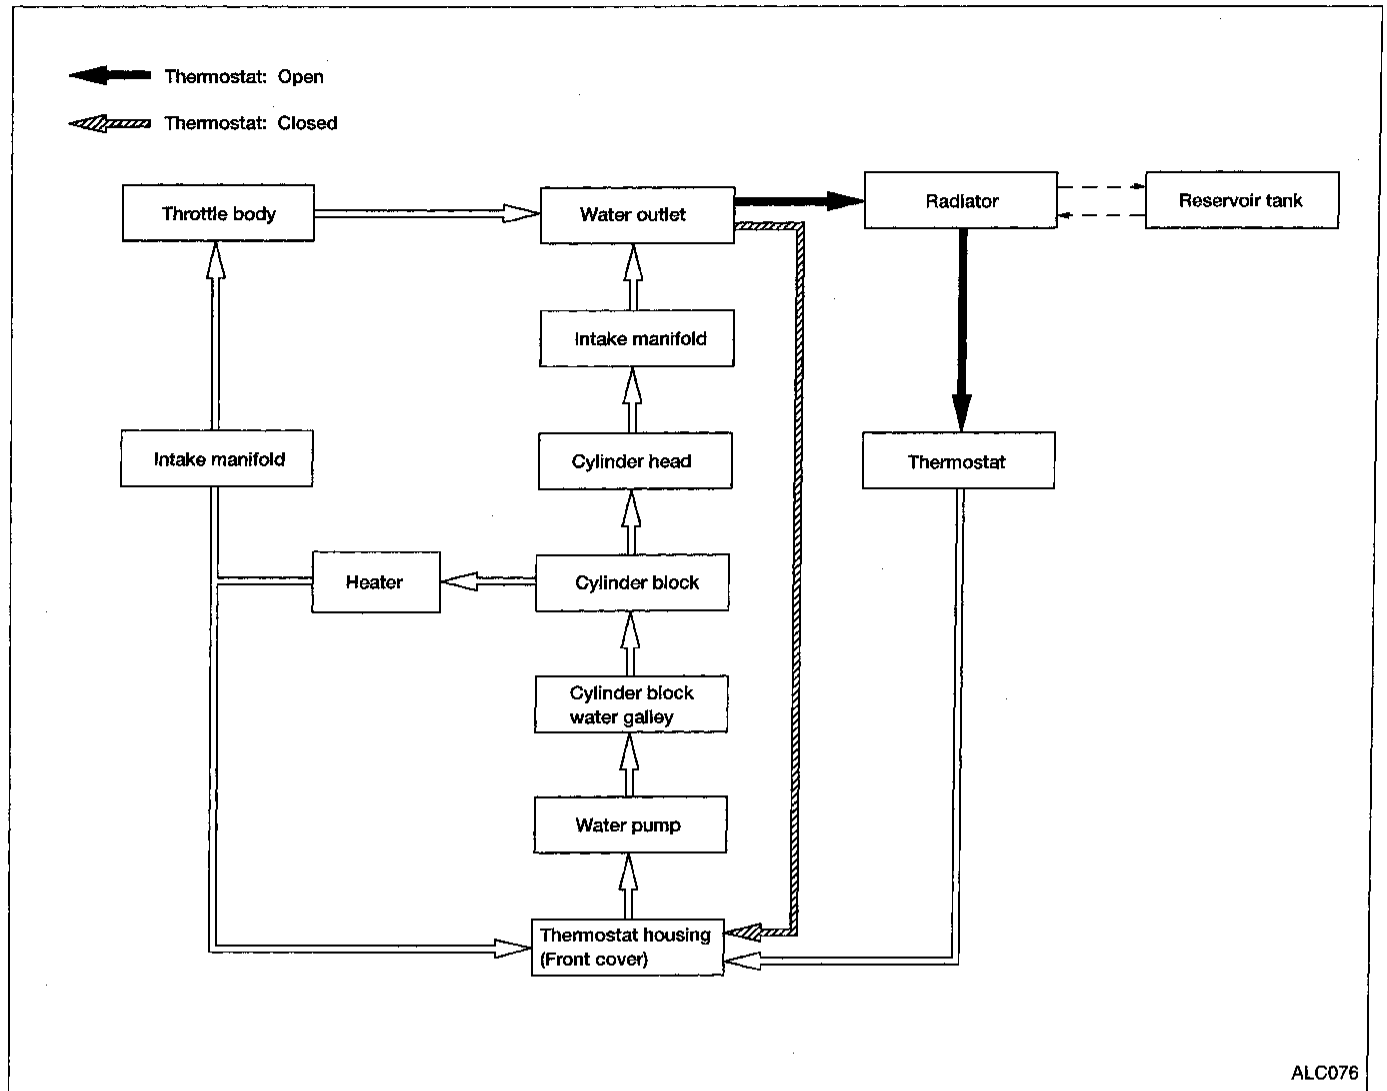 Thermostat: Open
Thermostat: Closed
Throttle body
Water outlet
Radiator
Reservoir tank
Intake manifold
Intake manifold
Cylinder head
Thermostat
Heater
Cylinder block
Cylinder block
water galley
Water pump
Thermostat housing
(Front cover)
ALC076